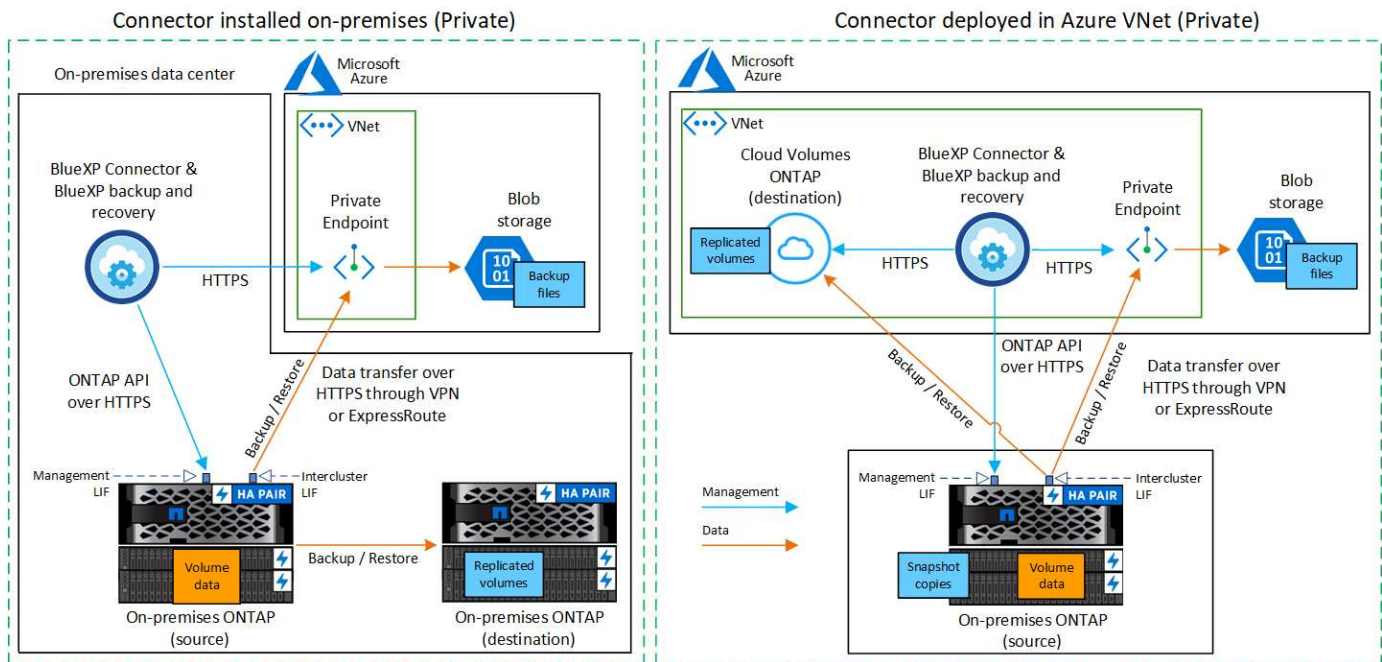 Connector installed on-premises (Private)
On-premises data center
Microsoft
Azure
VNet
BlueXP Connector &
BlueXP backup and
recovery
Private
Endpoint
Blob
storage
10
01
Backup
files
HTTPS
ONTAP API
over HTTPS
Backup / Restore
Data transfer over
HTTPS through VPN
or ExpressRoute
Management
LIF
Intercluster
LIF
HA PAIR
HA PAIR
Volume
data
Backup / Restore
Replicated
volumes
On-premises ONTAP
(source)
On-premises ONTAP
(destination)
Connector deployed in Azure VNet (Private)
Microsoft
Azure
VNet
Cloud Volumes
ONTAP
(destination)
BlueXP Connector &
BlueXP backup and
recovery
Private
Endpoint
Blob
storage
Replicated
volumes
HTTPS
HTTPS
10
01
Backup
files
ONTAP API
over HTTPS
Backup / Restore
Backup / Restore
Data transfer over
HTTPS through VPN
or ExpressRoute
Management
LIF
Intercluster
LIF
HA PAIR
Management
Data
Snapshot
copies
Volume
data
On-premises ONTAP
(source)